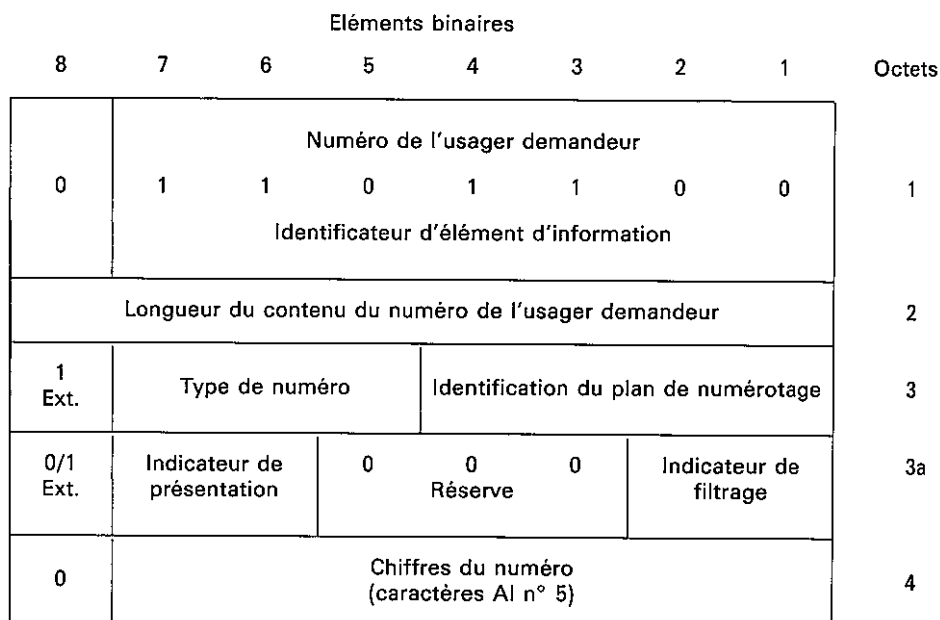 Eléments binaires
8 7 6 5 4 3 2 1 Octets
Numéro de l'usager demandeur
0 1 1 0 1 1 0 0 1
Identificateur d'élément d'information
Longueur du contenu du numéro de l'usager demandeur 2
1
Ext.
Type de numéro
Identification du plan de numérotage
3
0/1
Ext.
Indicateur de
présentation
0 0 0
Réserve
Indicateur de
filtrage
3a
0
Chiffres du numéro
(caractères AI n° 5)
4